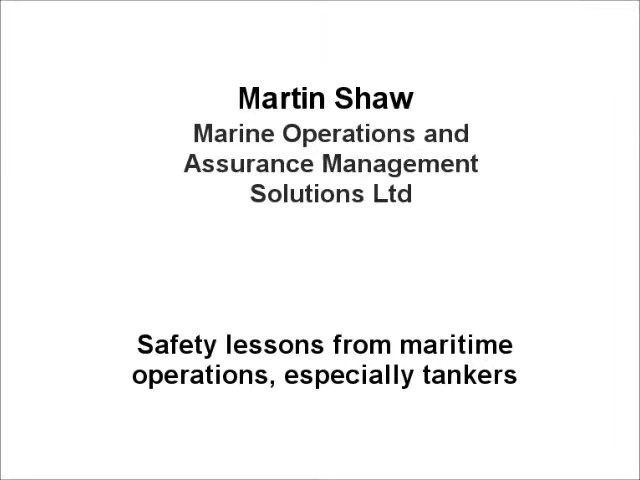 Martin Shaw
Marine Operations and
Assurance Management
Solutions Ltd
Safety lessons from maritime
operations, especially tankers